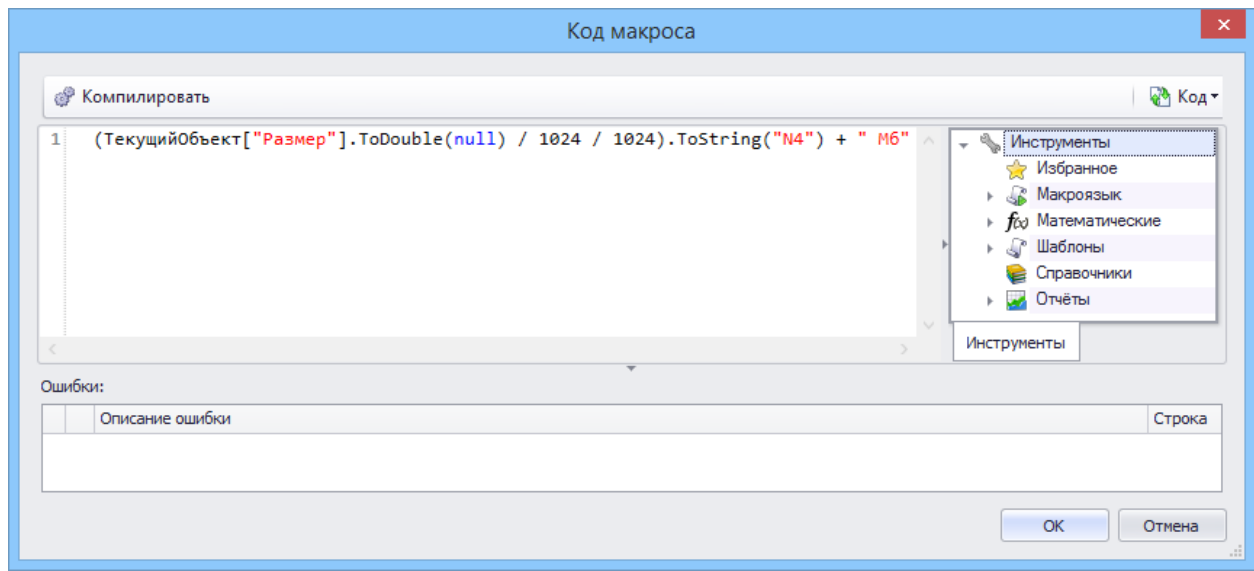 Код макроса
Компилировать
Код
1 (ТекущийОбъект["Размер"].ToDouble(null) / 1024 / 1024).ToString("N4") + " Мб"
Инструменты
Избранное
Макроязык
f(x) Математические
Шаблоны
Справочники
Отчёты
Инструменты
Ошибки:
Описание ошибки Строка
ОК Отмена